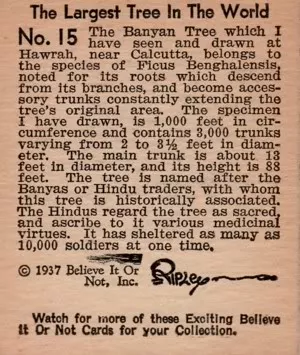 The Largest Tree In The World
No. 15 The Banyan Tree which I
have seen and drawn at
Hawrah, near Calcutta, belongs to
the species of Ficus Benghalensis,
noted for its roots which descend
from its branches, and become acces-
sory trunks constantly extending the
tree's original area. The specimen
I have drawn, is 1,000 feet in cir-
cumference and contains 3,000 trunks
varying from 2 to 3½ feet in diam-
eter. The main trunk is about 13
feet in diameter, and its height is 88
feet. The tree is named after the
Banyas or Hindu traders, with whom
this tree is historically associated.
The Hindus regard the tree as sacred,
and ascribe to it various medicinal
virtues. It has sheltered as many as
10,000 soldiers at one time.
© 1937 Believe It Or
Not, Inc. Ripley
Watch for more of these Exciting Believe
It Or Not Cards for your Collection.